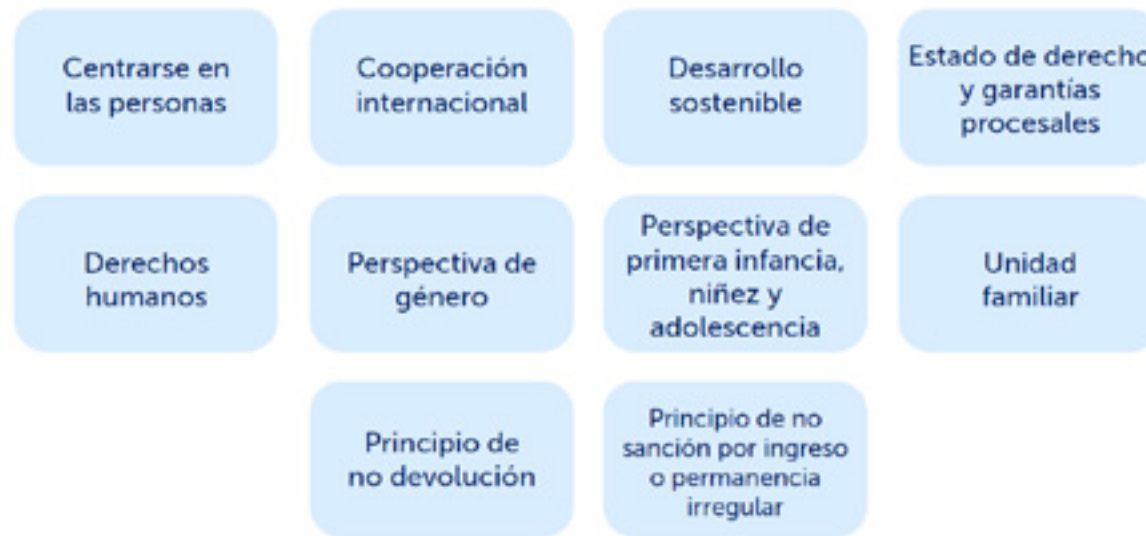 Centrarse en
las personas
Cooperación
internacional
Desarrollo
sostenible
Estado de derecho
y garantías
procesales
Derechos
humanos
Perspectiva de
género
Perspectiva de
primera infancia,
niñez y
adolescencia
Unidad
familiar
Principio de
no devolución
Principio de no
sanción por ingreso
o permanencia
irregular